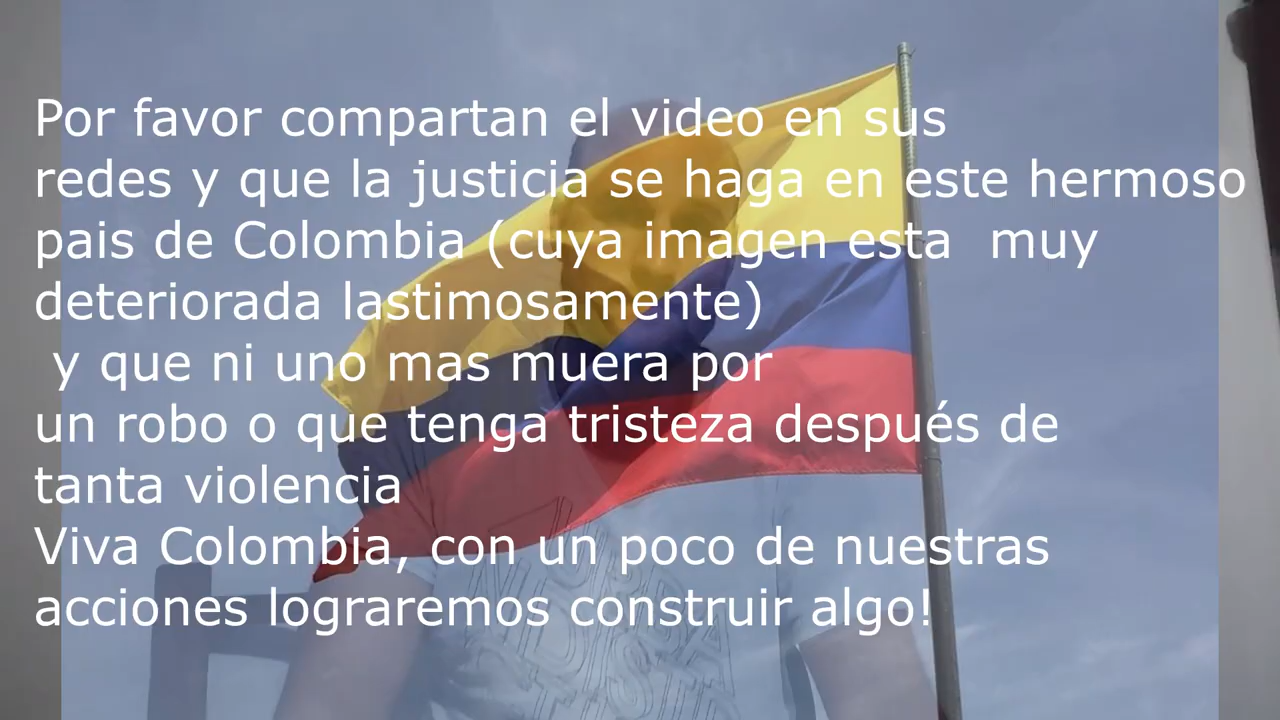 Por favor compartan el video en sus
redes y que la justicia se haga en este hermoso
pais de Colombia (cuya imagen esta  muy
deteriorada lastimosamente)
y que ni uno mas muera por
un robo o que tenga tristeza después de
tanta violencia
Viva Colombia, con un poco de nuestras
acciones lograremos construir algo!